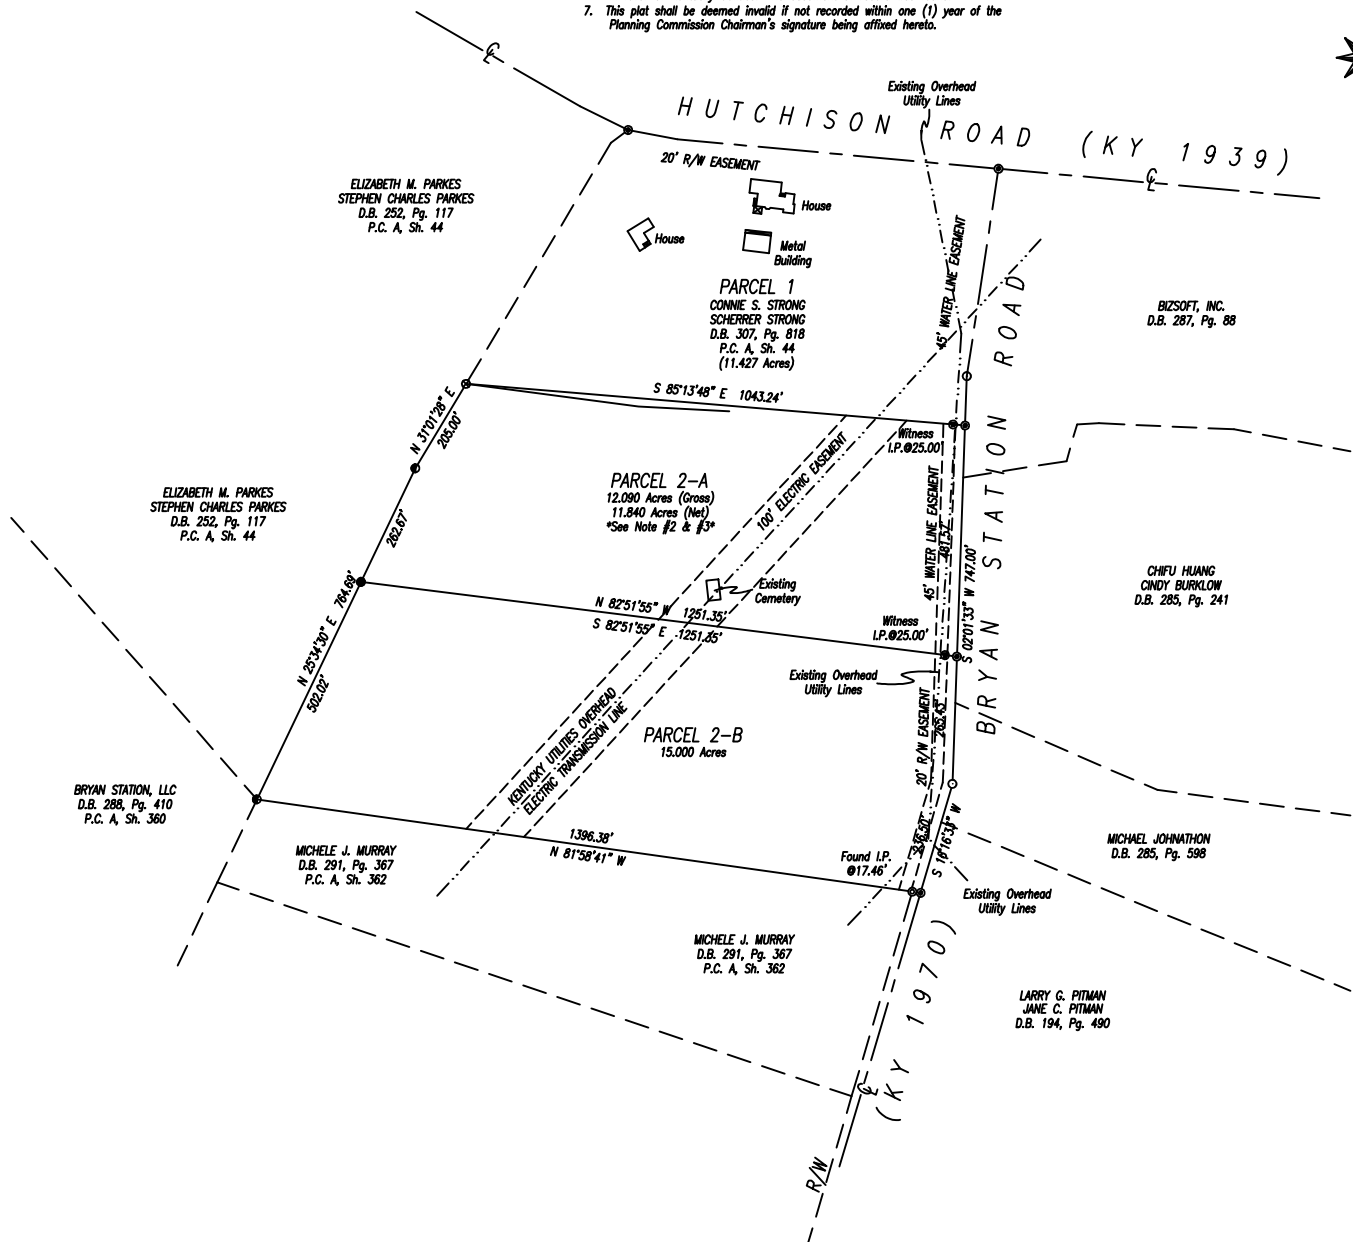 7. This plat shall be deemed invalid if not recorded within one (1) year of the
Planning Commission Chairman's signature being affixed hereto.
Existing Overhead
Utility Lines
HUTCHISON ROAD (KY 1939)
20' R/W EASEMENT
ELIZABETH M. PARKES
STEPHEN CHARLES PARKES
D.B. 252, Pg. 117
P.C. A, Sh. 44
House
House
Metal
Building
45' WATER LINE EASEMENT
PARCEL 1
CONNIE S. STRONG
SCHERRER STRONG
D.B. 307, Pg. 818
P.C. A, Sh. 44
(11.427 Acres)
BIZSOFT, INC.
D.B. 287, Pg. 88
BRYAN STATION ROAD
S 85°13'48" E 1043.24'
N 31°01'28" E
205.00'
Witness
I.P.@25.00'
100' ELECTRIC EASEMENT
PARCEL 2-A
12.090 Acres (Gross)
11.840 Acres (Net)
*See Note #2 & #3*
45' WATER LINE EASEMENT
481.57'
ELIZABETH M. PARKES
STEPHEN CHARLES PARKES
D.B. 252, Pg. 117
P.C. A, Sh. 44
262.67'
S 02°01'33" W 747.00'
CHIFU HUANG
CINDY BURKLOW
D.B. 285, Pg. 241
Existing
Cemetery
N 82°51'55" W 1251.35'
S 82°51'55" E 1251.35'
Witness
I.P.@25.00'
N 25°34'30" E 764.69'
502.02'
Existing Overhead
Utility Lines
KENTUCKY UTILITIES OVERHEAD
ELECTRIC TRANSMISSION LINE
PARCEL 2-B
15.000 Acres
20' R/W EASEMENT
265.43'
BRYAN STATION, LLC
D.B. 288, Pg. 410
P.C. A, Sh. 360
MICHELE J. MURRAY
D.B. 291, Pg. 367
P.C. A, Sh. 362
1396.38'
N 81°58'41" W
Found I.P.
@17.46'
236.50'
S 16°16'35" W
MICHAEL JOHNATHON
D.B. 285, Pg. 598
Existing Overhead
Utility Lines
MICHELE J. MURRAY
D.B. 291, Pg. 367
P.C. A, Sh. 362
(KY 1970)
LARRY G. PITMAN
JANE C. PITMAN
D.B. 194, Pg. 490
R/W